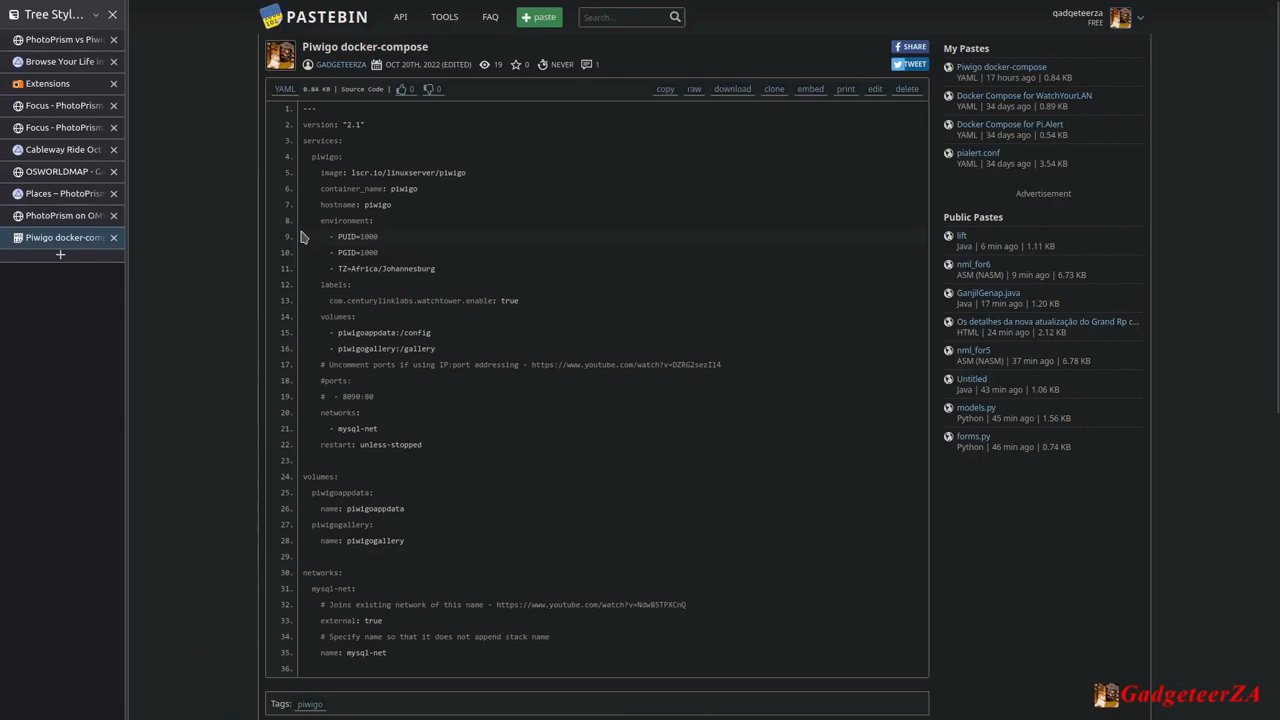 Tree Styl...
PhotoPrism vs Piwi
Browse Your Life in
Extensions
Focus - PhotoPrism
Focus - PhotoPrism
Cableway Ride Oct
OSWORLDMAP - G
Places – PhotoPrism
PhotoPrism on OMV
Piwigo docker-com
PASTEBIN
API
TOOLS
FAQ
+ paste
Search...
gadgeteerza
FREE
Piwigo docker-compose
GADGETEERZA
OCT 20TH, 2022 (EDITED)
19
0
NEVER
1
SHARE
TWEET
YAML 0.84 KB | Source Code | 0 0
copy raw download clone embed print edit delete
1. ---
2. version: "2.1"
3. services:
4. piwigo:
5. image: lscr.io/linuxserver/piwigo
6. container_name: piwigo
7. hostname: piwigo
8. environment:
9. - PUID=1000
10. - PGID=1000
11. - TZ=Africa/Johannesburg
12. labels:
13. com.centurylinklabs.watchtower.enable: true
14. volumes:
15. - piwigoappdata:/config
16. - piwigogallery:/gallery
17. # Uncomment ports if using IP:port addressing - https://www.youtube.com/watch?v=DZRG2sezIl4
18. #ports:
19. # - 8090:80
20. networks:
21. - mysql-net
22. restart: unless-stopped
23.
24. volumes:
25. piwigoappdata:
26. name: piwigoappdata
27. piwigogallery:
28. name: piwigogallery
29.
30. networks:
31. mysql-net:
32. # Joins existing network of this name - https://www.youtube.com/watch?v=NdwB5TPXCnQ
33. external: true
34. # Specify name so that it does not append stack name
35. name: mysql-net
36.
Tags: piwigo
My Pastes
Piwigo docker-compose
YAML | 17 hours ago | 0.84 KB
Docker Compose for WatchYourLAN
YAML | 34 days ago | 0.89 KB
Docker Compose for Pi.Alert
YAML | 34 days ago | 0.54 KB
pialert.conf
YAML | 34 days ago | 3.54 KB
Advertisement
Public Pastes
lift
Java | 6 min ago | 1.11 KB
nml_for6
ASM (NASM) | 9 min ago | 6.73 KB
GanjilGenap.java
Java | 17 min ago | 1.20 KB
Os detalhes da nova atualização do Grand Rp c...
HTML | 24 min ago | 2.12 KB
nml_for5
ASM (NASM) | 37 min ago | 6.78 KB
Untitled
Java | 43 min ago | 1.06 KB
models.py
Python | 45 min ago | 1.56 KB
forms.py
Python | 46 min ago | 0.74 KB
GadgeteerZA